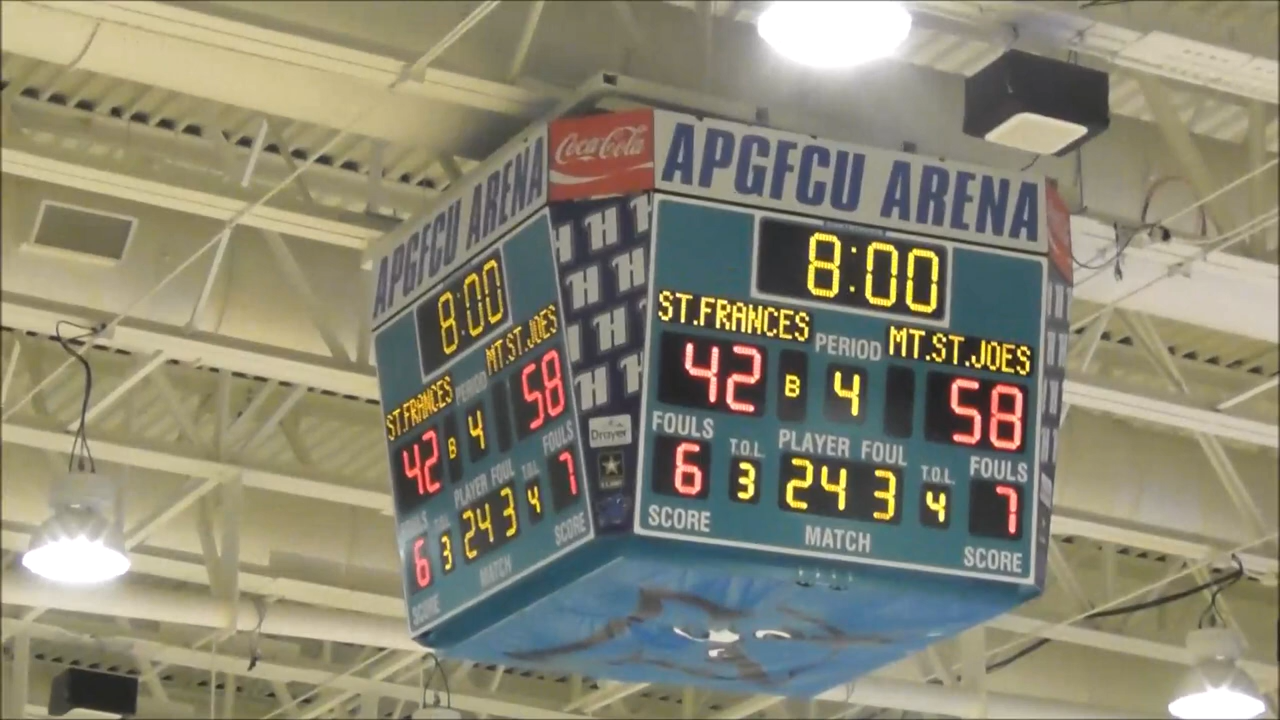 APGFCU ARENA
8:00
ST.FRANCES MT.ST.JOES
PERIOD
42 B 4 58
FOULS T.O.L. PLAYER FOUL T.O.L. FOULS
6 3 24 3 4 7
SCORE MATCH SCORE
Coca-Cola
H H
H H
H H
H H
Drayer
APGFCU ARENA
8:00
ST.FRANCES MT.ST.JOES
PERIOD
42 B 4 58
FOULS T.O.L. PLAYER FOUL T.O.L. FOULS
6 3 24 3 4 7
SCORE MATCH SCORE